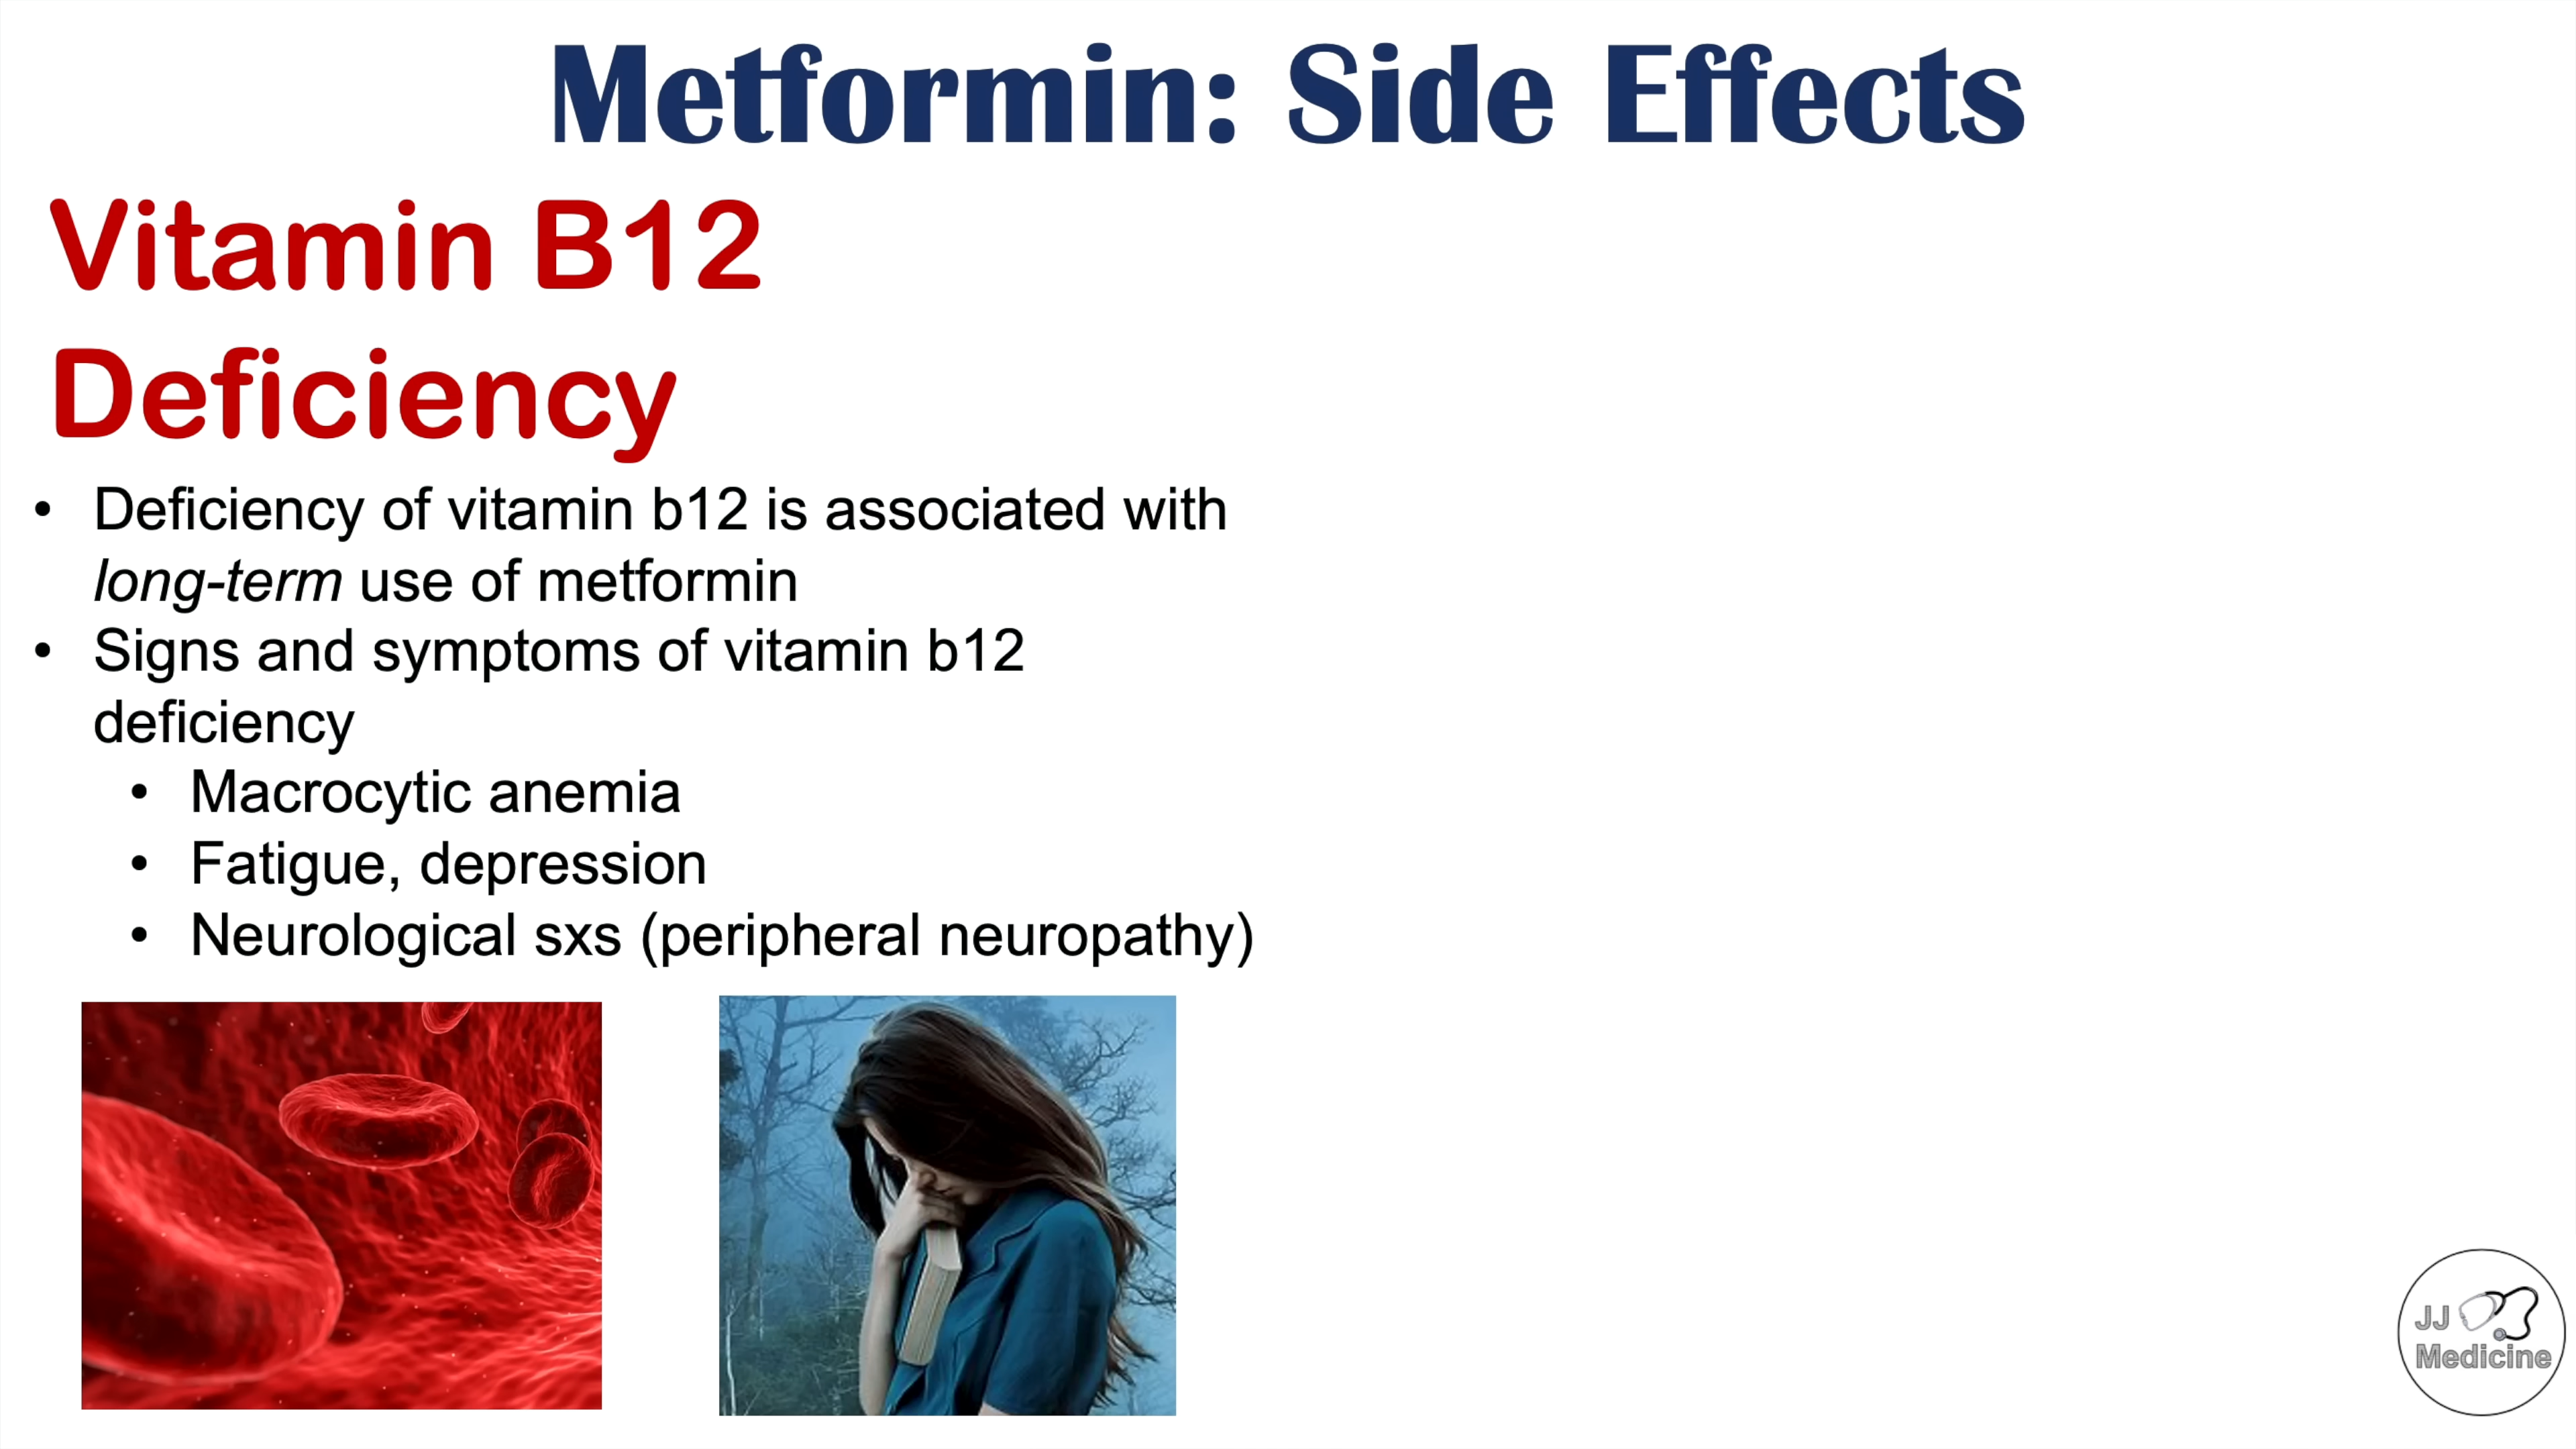 Metformin: Side Effects
Vitamin B12
Deficiency
• Deficiency of vitamin b12 is associated with
long-term use of metformin
• Signs and symptoms of vitamin b12
deficiency
• Macrocytic anemia
• Fatigue, depression
• Neurological sxs (peripheral neuropathy)
JJ
Medicine